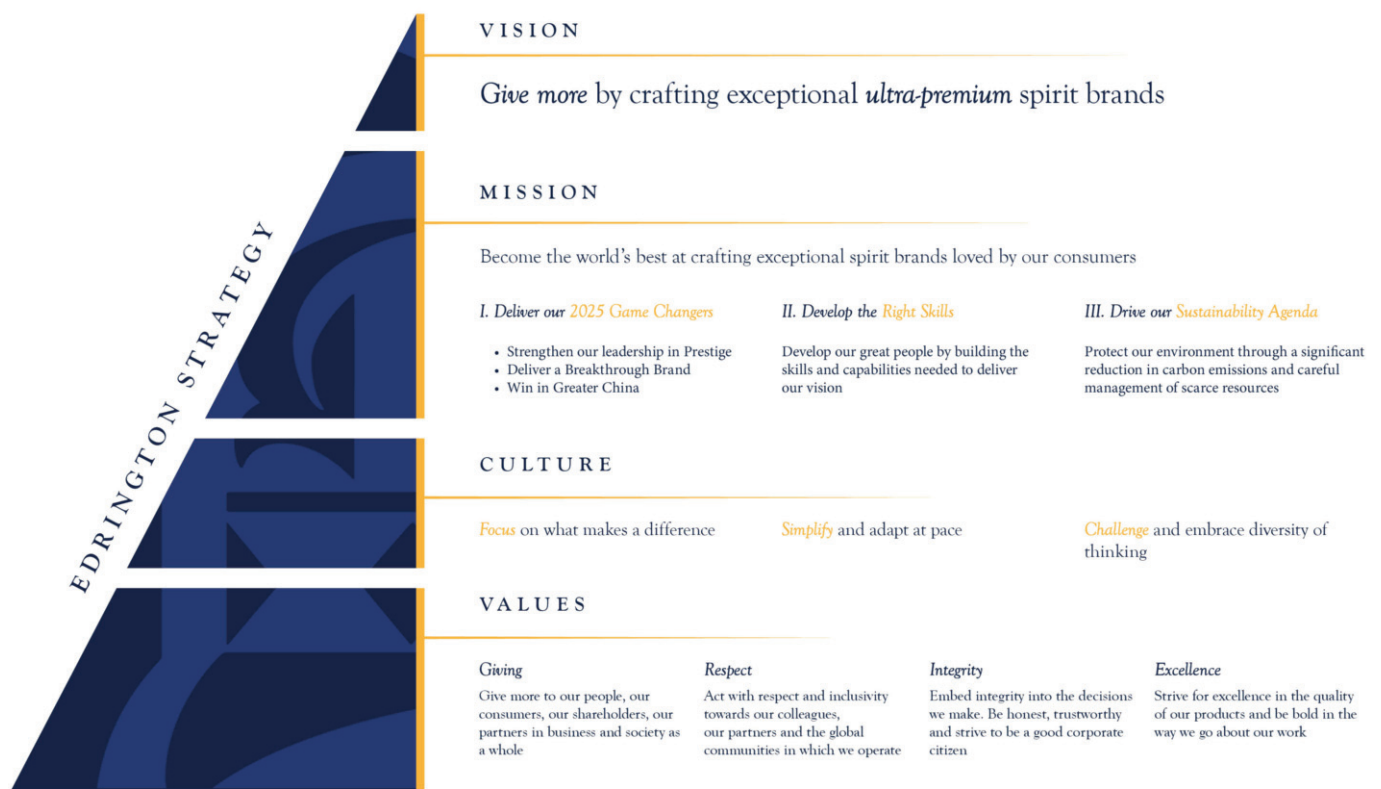 EDRINGTON STRATEGY
VISION
Give more by crafting exceptional ultra-premium spirit brands
MISSION
Become the world's best at crafting exceptional spirit brands loved by our consumers
I. Deliver our 2025 Game Changers
• Strengthen our leadership in Prestige
• Deliver a Breakthrough Brand
• Win in Greater China
II. Develop the Right Skills
Develop our great people by building the
skills and capabilities needed to deliver
our vision
III. Drive our Sustainability Agenda
Protect our environment through a significant
reduction in carbon emissions and careful
management of scarce resources
CULTURE
Focus on what makes a difference
Simplify and adapt at pace
Challenge and embrace diversity of
thinking
VALUES
Giving
Give more to our people, our
consumers, our shareholders, our
partners in business and society as
a whole
Respect
Act with respect and inclusivity
towards our colleagues,
our partners and the global
communities in which we operate
Integrity
Embed integrity into the decisions
we make. Be honest, trustworthy
and strive to be a good corporate
citizen
Excellence
Strive for excellence in the quality
of our products and be bold in the
way we go about our work